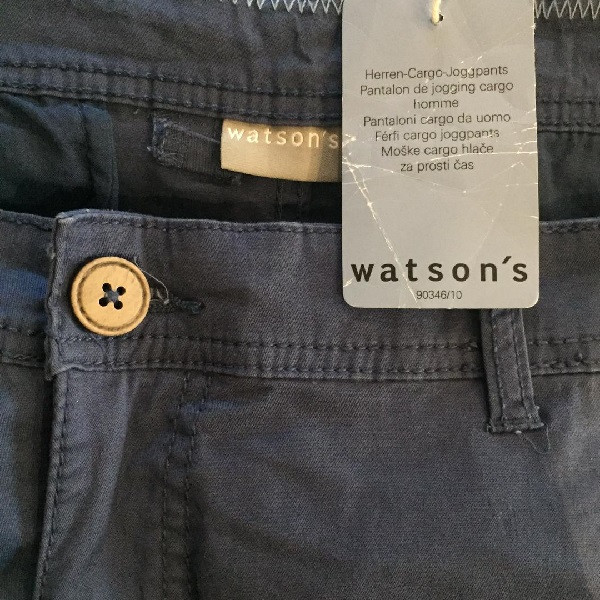 watson's
Herren-Cargo-Joggpants
Pantalon de jogging cargo
homme
Pantaloni cargo da uomo
Férfi cargo joggpants
Moške cargo hlače
za prosti čas
watson's
90346/10